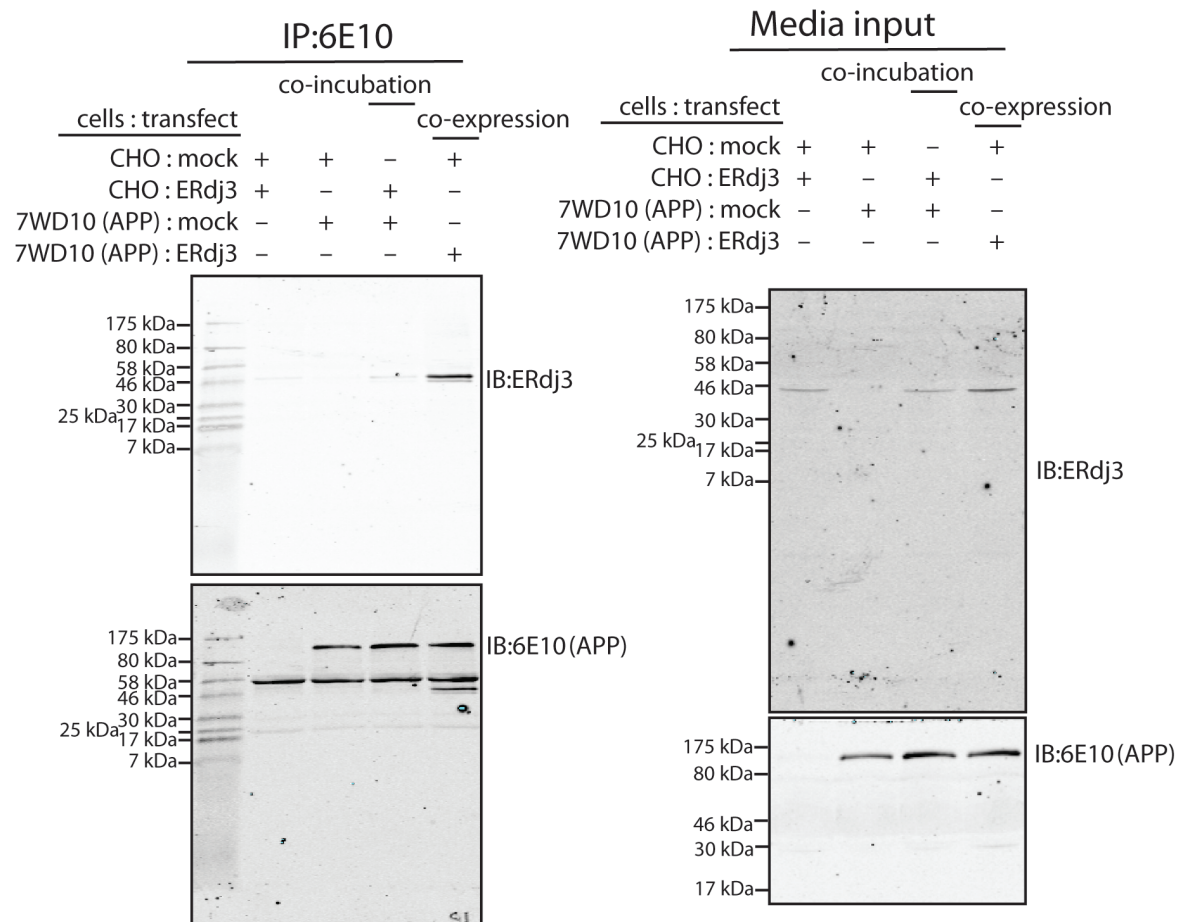 IP:6E10
co-incubation
cells : transfect
co-expression
CHO : mock + + – +
CHO : ERdj3 + – + –
7WD10 (APP) : mock – + + –
7WD10 (APP) : ERdj3 – – – +
175 kDa
80 kDa
58 kDa
46 kDa
30 kDa
25 kDa
17 kDa
7 kDa
IB:ERdj3
175 kDa
80 kDa
58 kDa
46 kDa
30 kDa
25 kDa
17 kDa
7 kDa
IB:6E10 (APP)
Media input
co-incubation
cells : transfect
co-expression
CHO : mock + + – +
CHO : ERdj3 + – + –
7WD10 (APP) : mock – + + –
7WD10 (APP) : ERdj3 – – – +
175 kDa
80 kDa
58 kDa
46 kDa
30 kDa
25 kDa
17 kDa
7 kDa
IB:ERdj3
175 kDa
80 kDa
46 kDa
30 kDa
17 kDa
IB:6E10 (APP)